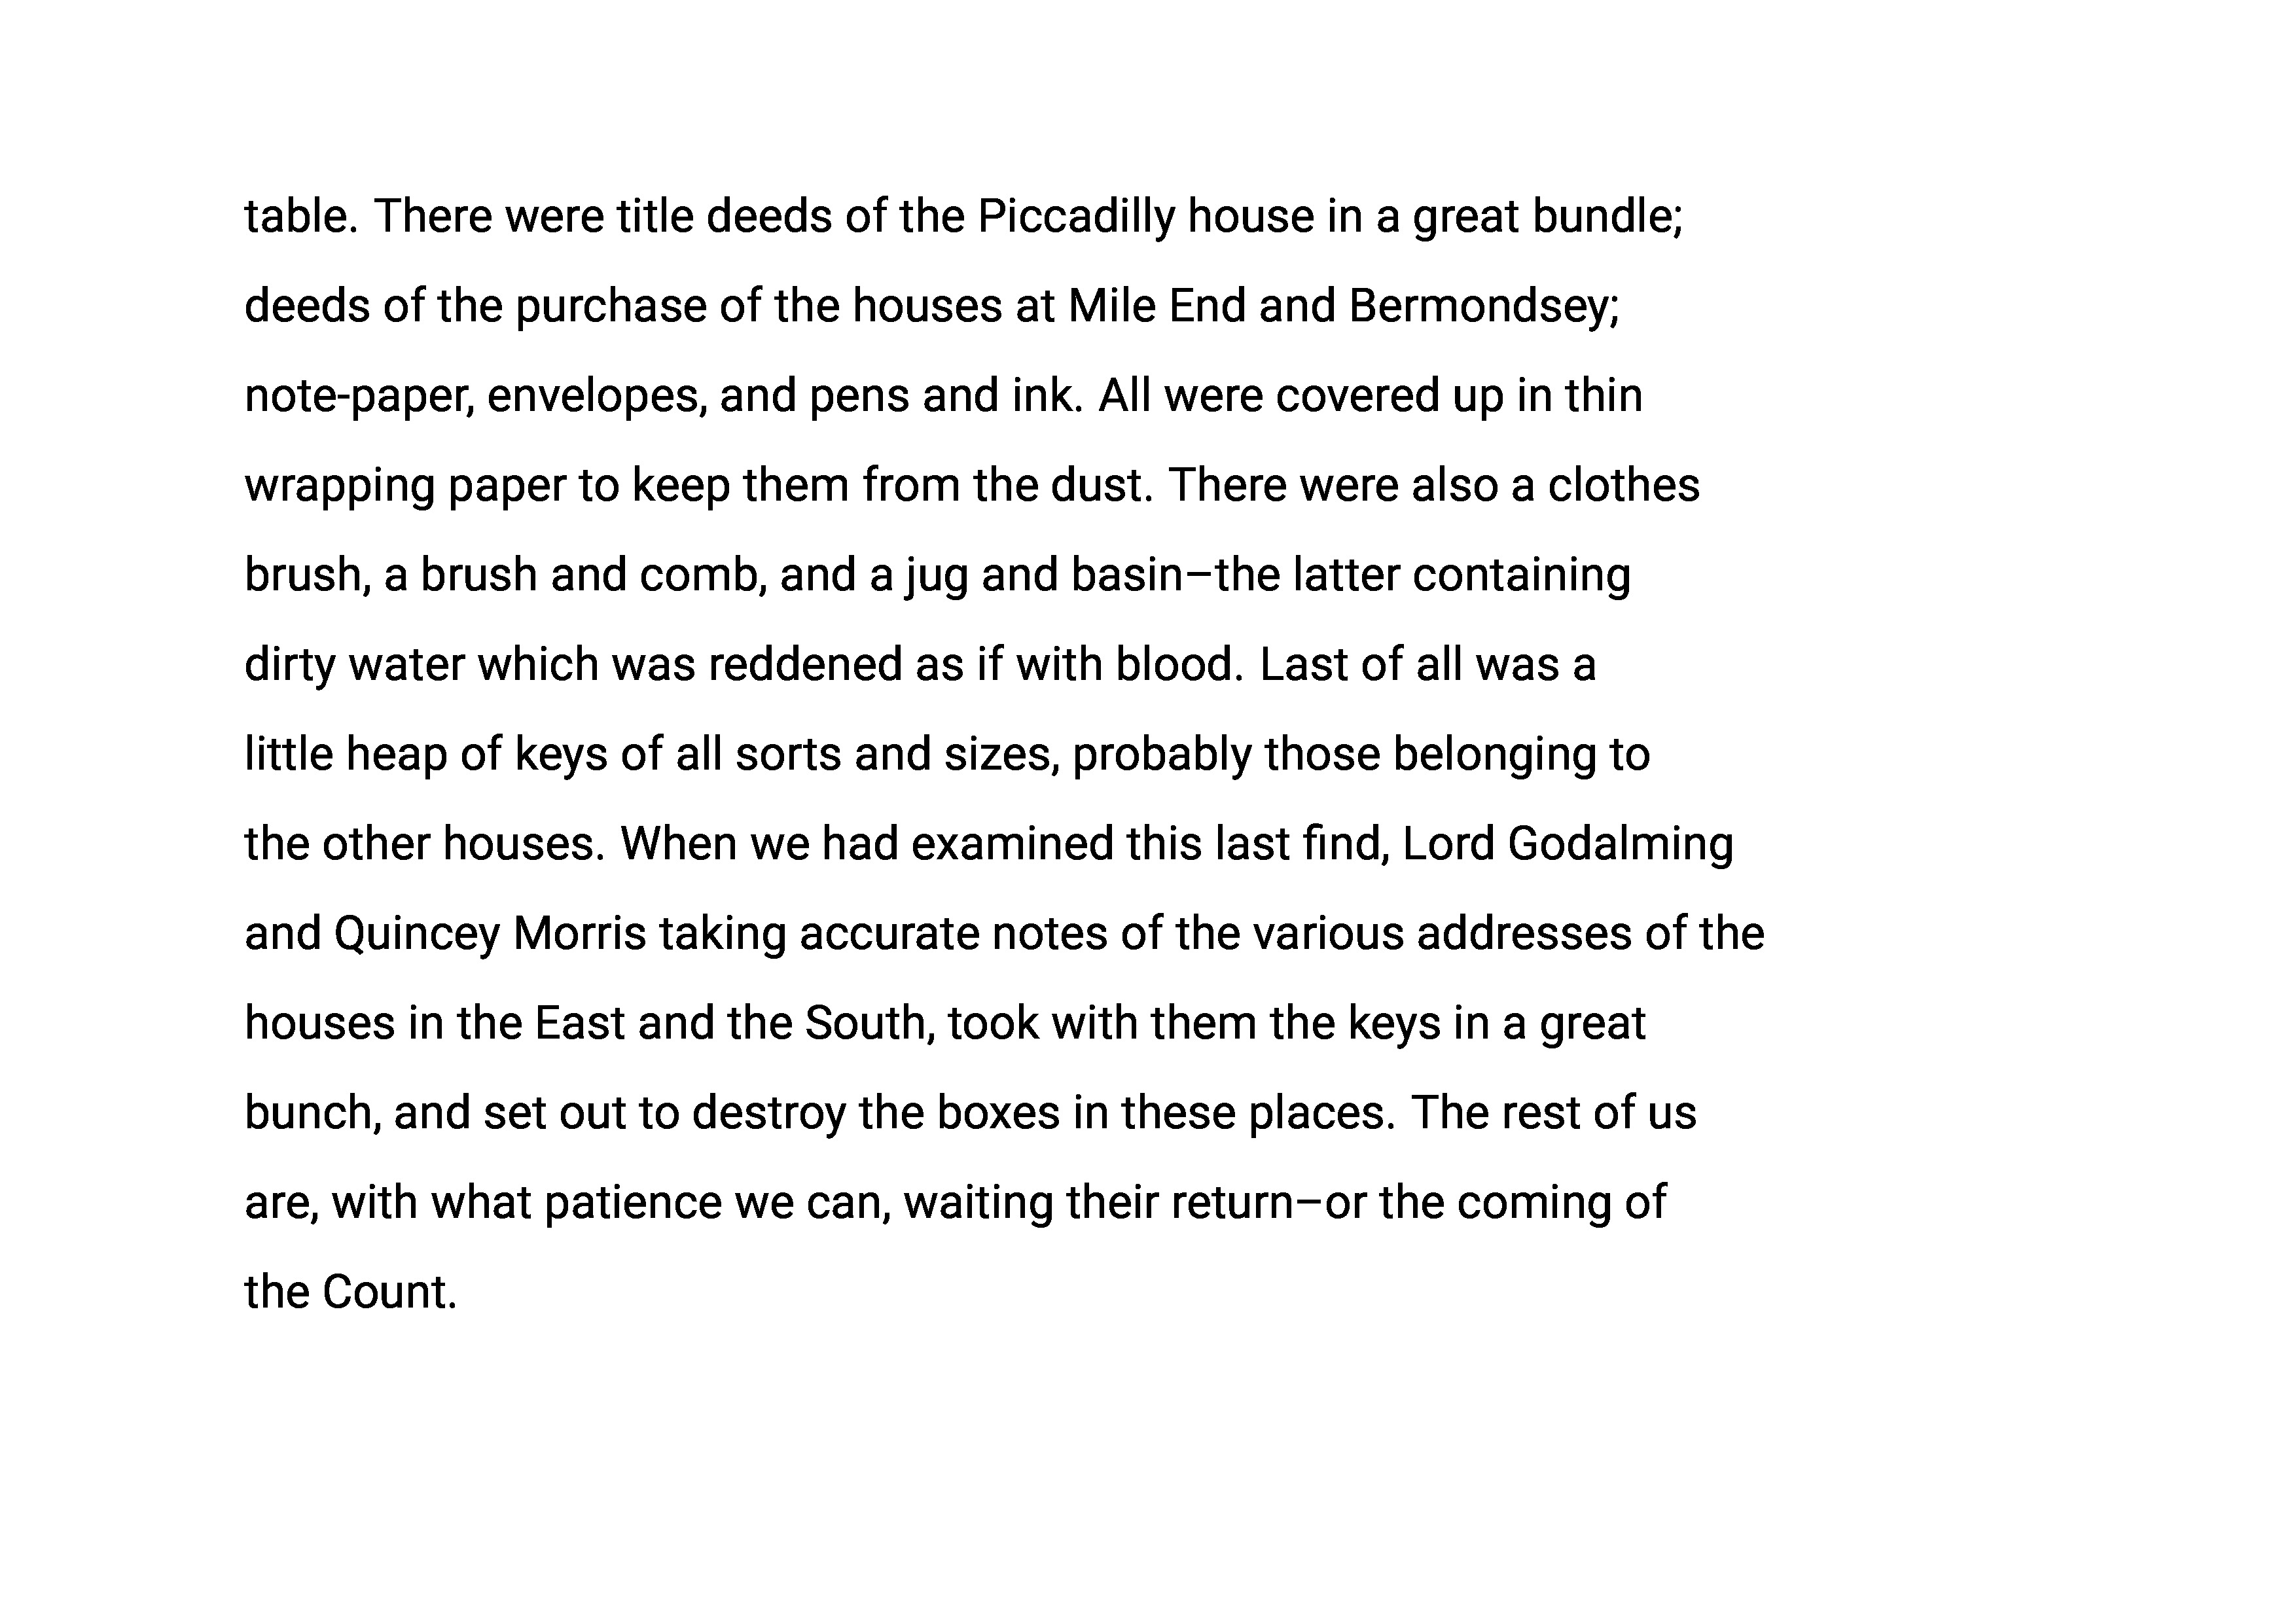 table. There were title deeds of the Piccadilly house in a great bundle;
deeds of the purchase of the houses at Mile End and Bermondsey;
note-paper, envelopes, and pens and ink. All were covered up in thin
wrapping paper to keep them from the dust. There were also a clothes
brush, a brush and comb, and a jug and basin–the latter containing
dirty water which was reddened as if with blood. Last of all was a
little heap of keys of all sorts and sizes, probably those belonging to
the other houses. When we had examined this last find, Lord Godalming
and Quincey Morris taking accurate notes of the various addresses of the
houses in the East and the South, took with them the keys in a great
bunch, and set out to destroy the boxes in these places. The rest of us
are, with what patience we can, waiting their return–or the coming of
the Count.